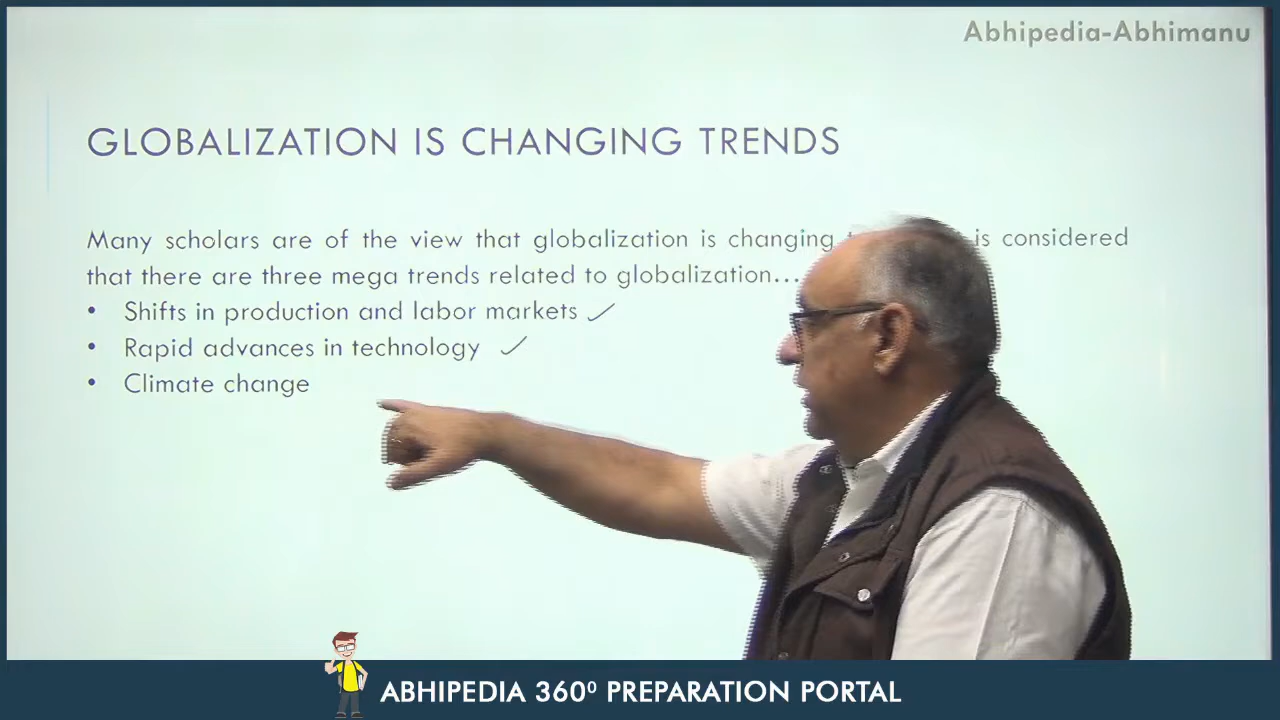 Abhipedia-Abhimanu
GLOBALIZATION IS CHANGING TRENDS
Many scholars are of the view that globalization is changing is considered
that there are three mega trends related to globalization...
• Shifts in production and labor markets ✓
• Rapid advances in technology ✓
• Climate change
ABHIPEDIA 360⁰ PREPARATION PORTAL